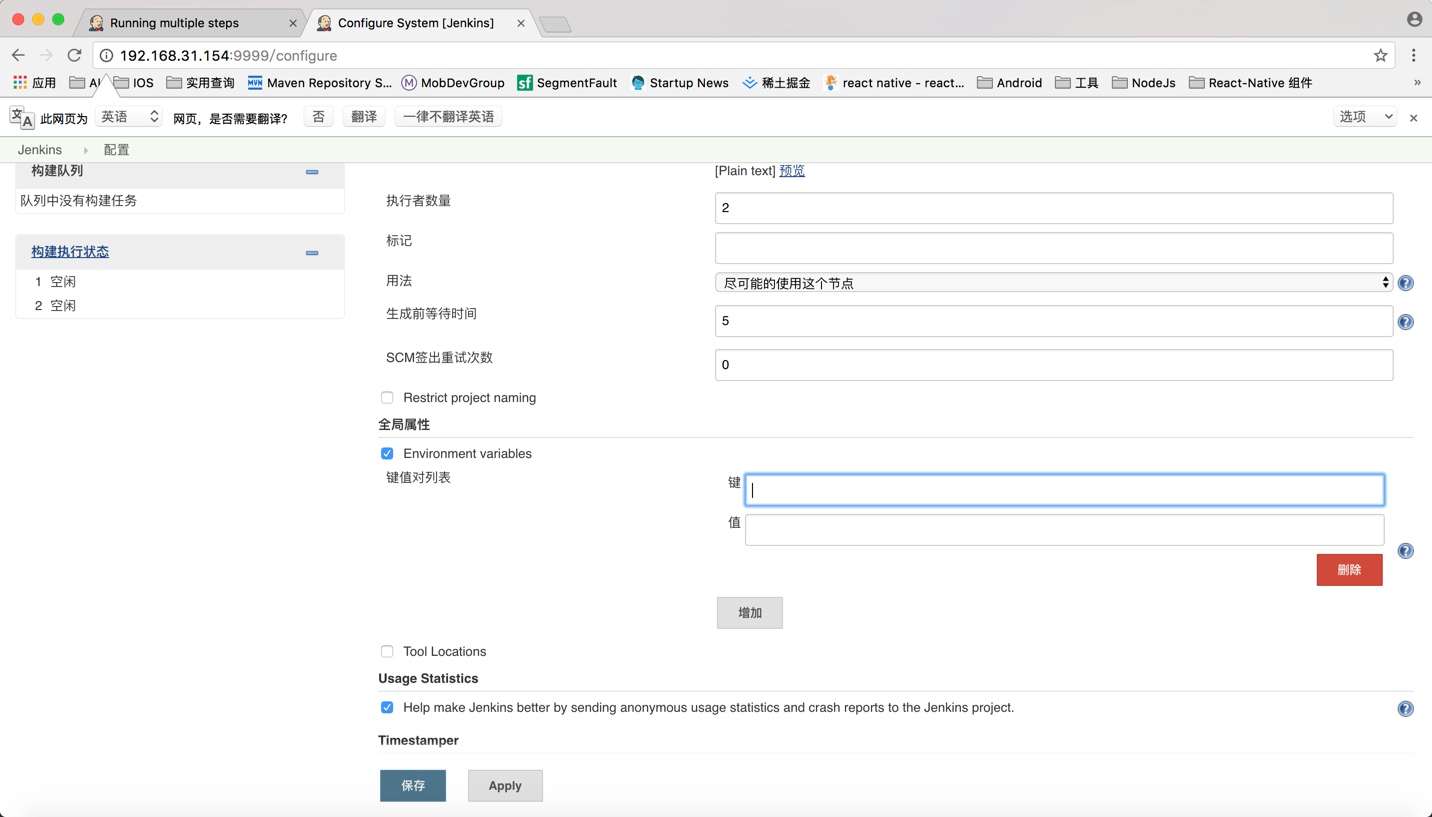 Running multiple steps
Configure System [Jenkins]
192.168.31.154:9999/configure
应用 AI IOS 实用查询 MVN Maven Repository S... M MobDevGroup sf SegmentFault Startup News 稀土掘金 react native - react... Android 工具 NodeJs React-Native 组件 »
文A 此网页为 英语 网页，是否需要翻译? 否 翻译 一律不翻译英语 选项
Jenkins 配置
构建队列
队列中没有构建任务
构建执行状态
1 空闲
2 空闲
[Plain text] 预览
执行者数量 2
标记
用法 尽可能的使用这个节点
生成前等待时间 5
SCM签出重试次数 0
Restrict project naming
全局属性
Environment variables
键值对列表 键
值
删除
增加
Tool Locations
Usage Statistics
Help make Jenkins better by sending anonymous usage statistics and crash reports to the Jenkins project.
Timestamper
保存 Apply